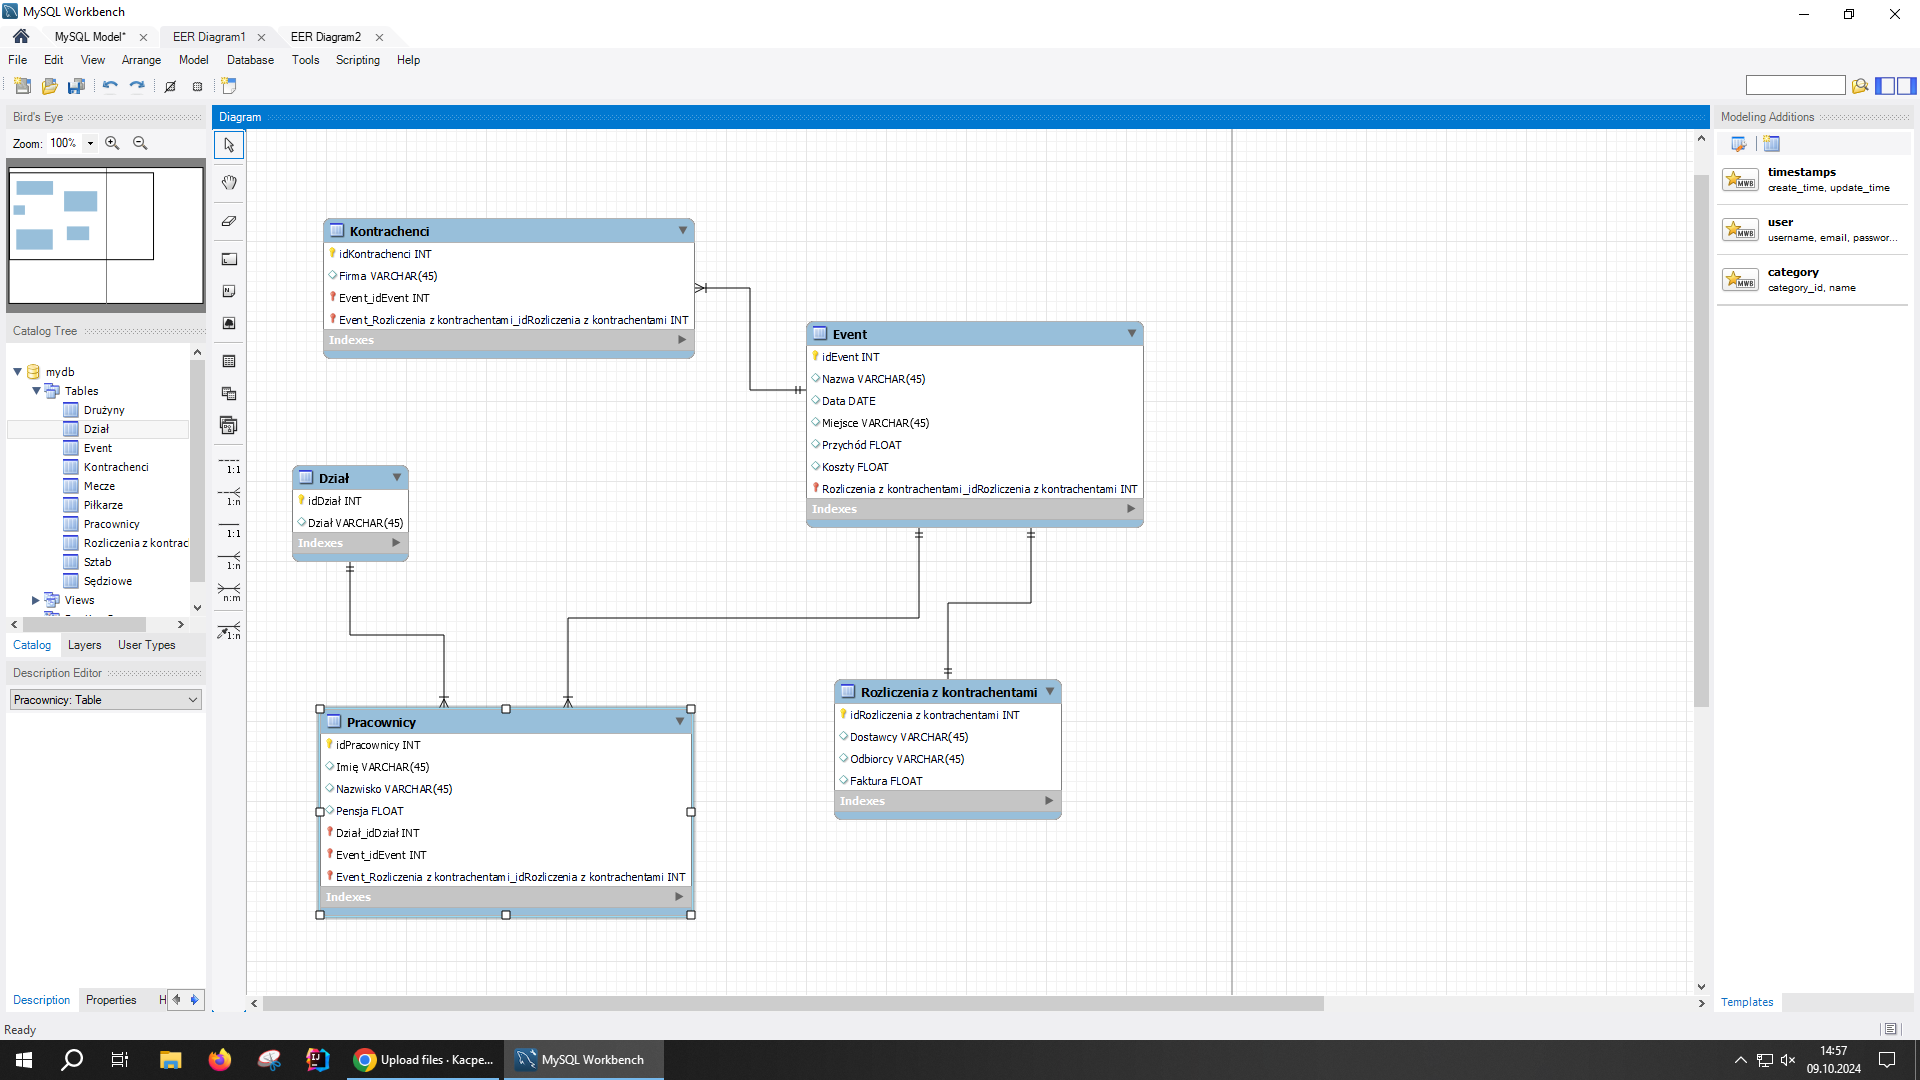 MySQL Workbench
MySQL Model*
EER Diagram1
EER Diagram2
File Edit View Arrange Model Database Tools Scripting Help
Bird's Eye
Zoom: 100%
Catalog Tree
mydb
Tables
Drużyny
Dział
Event
Kontrachenci
Mecze
Piłkarze
Pracownicy
Rozliczenia z kontrac
Sztab
Sędziowe
Views
Catalog Layers User Types
Description Editor
Pracownicy: Table
Description Properties H
Ready
Diagram
1:1
1:n
1:1
1:n
n:m
1:n
Kontrachenci
idKontrachenci INT
Firma VARCHAR(45)
Event_idEvent INT
Event_Rozliczenia z kontrachentami_idRozliczenia z kontrachentami INT
Indexes
Event
idEvent INT
Nazwa VARCHAR(45)
Data DATE
Miejsce VARCHAR(45)
Przychód FLOAT
Koszty FLOAT
Rozliczenia z kontrachentami_idRozliczenia z kontrachentami INT
Indexes
Dział
idDział INT
Dział VARCHAR(45)
Indexes
Pracownicy
idPracownicy INT
Imię VARCHAR(45)
Nazwisko VARCHAR(45)
Pensja FLOAT
Dział_idDział INT
Event_idEvent INT
Event_Rozliczenia z kontrachentami_idRozliczenia z kontrachentami INT
Indexes
Rozliczenia z kontrachentami
idRozliczenia z kontrachentami INT
Dostawcy VARCHAR(45)
Odbiorcy VARCHAR(45)
Faktura FLOAT
Indexes
Modeling Additions
MWB
timestamps
create_time, update_time
MWB
user
username, email, passwor...
MWB
category
category_id, name
Templates
Upload files · Kacpe...
MySQL Workbench
14:57
09.10.2024